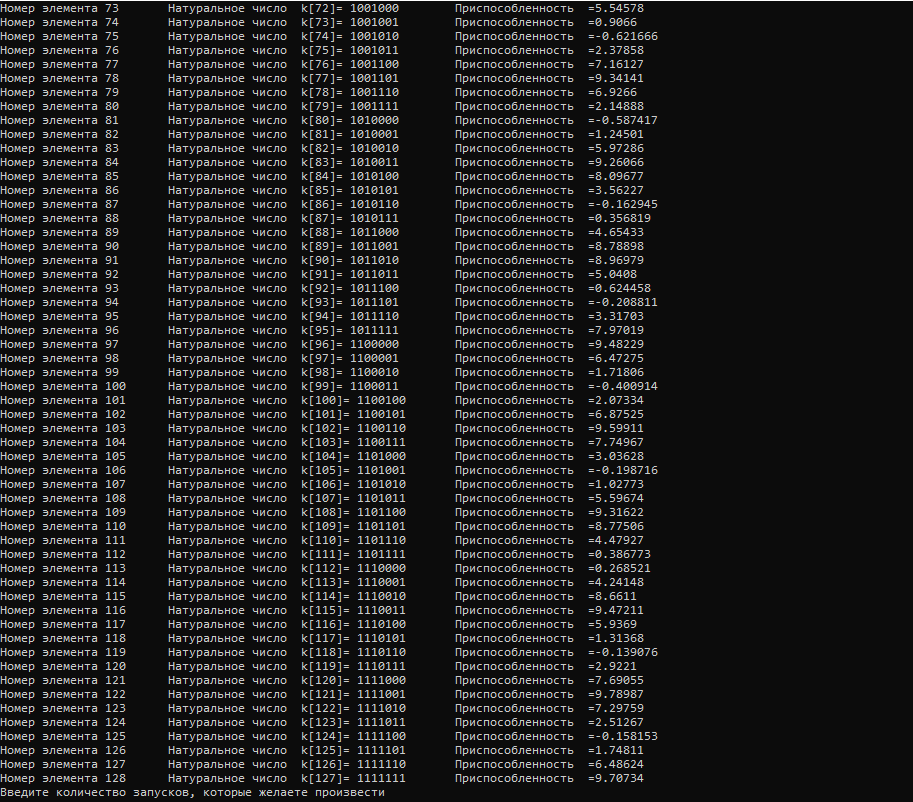 Номер элемента 73 Натуральное число k[72]= 1001000 Приспособленность =5.54578
Номер элемента 74 Натуральное число k[73]= 1001001 Приспособленность =0.9066
Номер элемента 75 Натуральное число k[74]= 1001010 Приспособленность =-0.621666
Номер элемента 76 Натуральное число k[75]= 1001011 Приспособленность =2.37858
Номер элемента 77 Натуральное число k[76]= 1001100 Приспособленность =7.16127
Номер элемента 78 Натуральное число k[77]= 1001101 Приспособленность =9.34141
Номер элемента 79 Натуральное число k[78]= 1001110 Приспособленность =6.9266
Номер элемента 80 Натуральное число k[79]= 1001111 Приспособленность =2.14888
Номер элемента 81 Натуральное число k[80]= 1010000 Приспособленность =-0.587417
Номер элемента 82 Натуральное число k[81]= 1010001 Приспособленность =1.24501
Номер элемента 83 Натуральное число k[82]= 1010010 Приспособленность =5.97286
Номер элемента 84 Натуральное число k[83]= 1010011 Приспособленность =9.26066
Номер элемента 85 Натуральное число k[84]= 1010100 Приспособленность =8.09677
Номер элемента 86 Натуральное число k[85]= 1010101 Приспособленность =3.56227
Номер элемента 87 Натуральное число k[86]= 1010110 Приспособленность =-0.162945
Номер элемента 88 Натуральное число k[87]= 1010111 Приспособленность =0.356819
Номер элемента 89 Натуральное число k[88]= 1011000 Приспособленность =4.65433
Номер элемента 90 Натуральное число k[89]= 1011001 Приспособленность =8.78898
Номер элемента 91 Натуральное число k[90]= 1011010 Приспособленность =8.96979
Номер элемента 92 Натуральное число k[91]= 1011011 Приспособленность =5.0408
Номер элемента 93 Натуральное число k[92]= 1011100 Приспособленность =0.624458
Номер элемента 94 Натуральное число k[93]= 1011101 Приспособленность =-0.208811
Номер элемента 95 Натуральное число k[94]= 1011110 Приспособленность =3.31703
Номер элемента 96 Натуральное число k[95]= 1011111 Приспособленность =7.97019
Номер элемента 97 Натуральное число k[96]= 1100000 Приспособленность =9.48229
Номер элемента 98 Натуральное число k[97]= 1100001 Приспособленность =6.47275
Номер элемента 99 Натуральное число k[98]= 1100010 Приспособленность =1.71806
Номер элемента 100 Натуральное число k[99]= 1100011 Приспособленность =-0.400914
Номер элемента 101 Натуральное число k[100]= 1100100 Приспособленность =2.07334
Номер элемента 102 Натуральное число k[101]= 1100101 Приспособленность =6.87525
Номер элемента 103 Натуральное число k[102]= 1100110 Приспособленность =9.59911
Номер элемента 104 Натуральное число k[103]= 1100111 Приспособленность =7.74967
Номер элемента 105 Натуральное число k[104]= 1101000 Приспособленность =3.03628
Номер элемента 106 Натуральное число k[105]= 1101001 Приспособленность =-0.198716
Номер элемента 107 Натуральное число k[106]= 1101010 Приспособленность =1.02773
Номер элемента 108 Натуральное число k[107]= 1101011 Приспособленность =5.59674
Номер элемента 109 Натуральное число k[108]= 1101100 Приспособленность =9.31622
Номер элемента 110 Натуральное число k[109]= 1101101 Приспособленность =8.77506
Номер элемента 111 Натуральное число k[110]= 1101110 Приспособленность =4.47927
Номер элемента 112 Натуральное число k[111]= 1101111 Приспособленность =0.386773
Номер элемента 113 Натуральное число k[112]= 1110000 Приспособленность =0.268521
Номер элемента 114 Натуральное число k[113]= 1110001 Приспособленность =4.24148
Номер элемента 115 Натуральное число k[114]= 1110010 Приспособленность =8.6611
Номер элемента 116 Натуральное число k[115]= 1110011 Приспособленность =9.47211
Номер элемента 117 Натуральное число k[116]= 1110100 Приспособленность =5.9369
Номер элемента 118 Натуральное число k[117]= 1110101 Приспособленность =1.31368
Номер элемента 119 Натуральное число k[118]= 1110110 Приспособленность =-0.139076
Номер элемента 120 Натуральное число k[119]= 1110111 Приспособленность =2.9221
Номер элемента 121 Натуральное число k[120]= 1111000 Приспособленность =7.69055
Номер элемента 122 Натуральное число k[121]= 1111001 Приспособленность =9.78987
Номер элемента 123 Натуральное число k[122]= 1111010 Приспособленность =7.29759
Номер элемента 124 Натуральное число k[123]= 1111011 Приспособленность =2.51267
Номер элемента 125 Натуральное число k[124]= 1111100 Приспособленность =-0.158153
Номер элемента 126 Натуральное число k[125]= 1111101 Приспособленность =1.74811
Номер элемента 127 Натуральное число k[126]= 1111110 Приспособленность =6.48624
Номер элемента 128 Натуральное число k[127]= 1111111 Приспособленность =9.70734
Введите количество запусков, которые желаете произвести